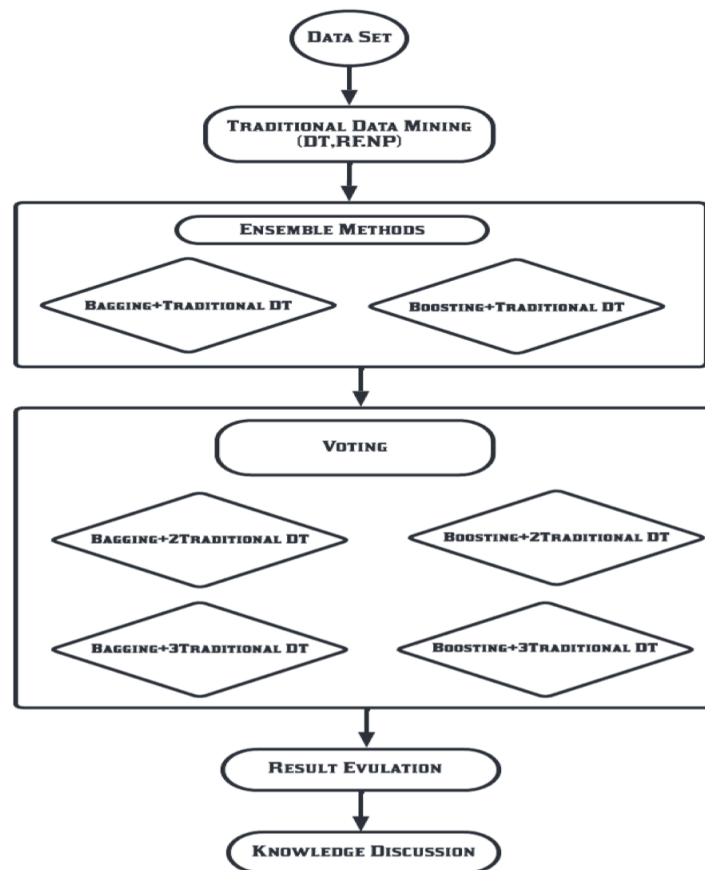 Data Set
Traditional Data Mining
(DT,RF.NP)
Ensemble Methods
Bagging+Traditional DT
Boosting+Traditional DT
Voting
Bagging+2Traditional DT
Boosting+2Traditional DT
Bagging+3Traditional DT
Boosting+3Traditional DT
Result Evulation
Knowledge Discussion